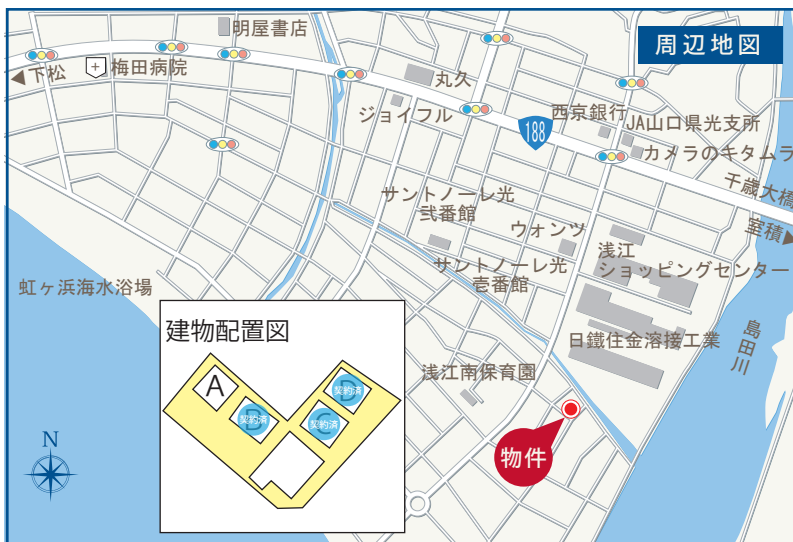 周辺地図
明屋書店
◀下松
梅田病院
丸久
ジョイフル
188
西京銀行
JA山口県光支所
カメラのキタムラ
千歳大橋
室積▶
サントノーレ光
弐番館
ウォンツ
サントノーレ光
壱番館
浅江
ショッピングセンター
虹ヶ浜海水浴場
島田川
日鐵住金溶接工業
浅江南保育園
物件
N
建物配置図
A
B
契約済
C
契約済
D
契約済